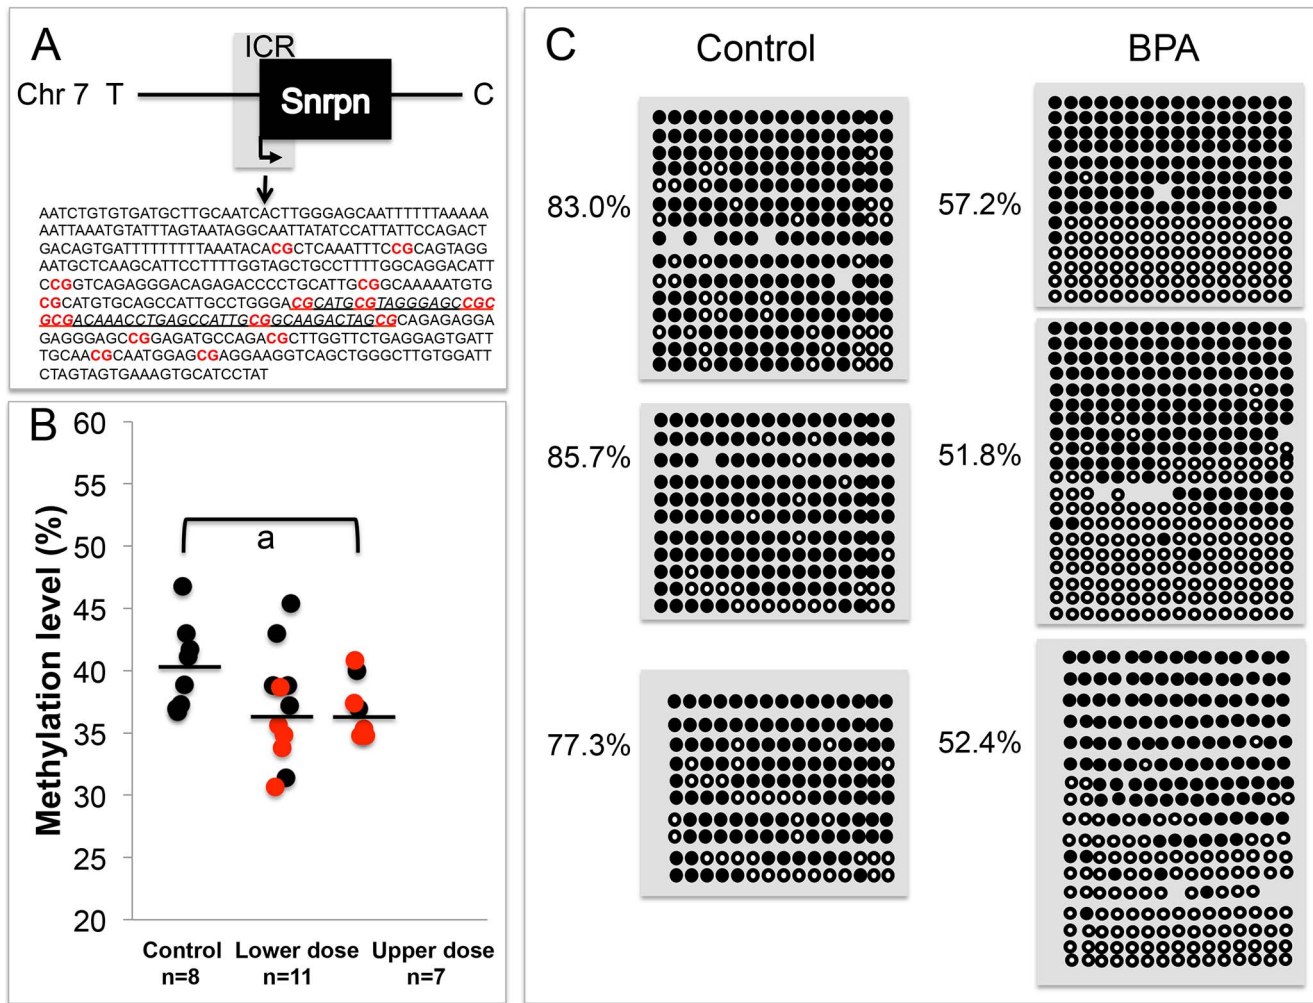 A
ICR
Chr 7 T
Snrpn
C
AATCTGTGTGATGCTTGCAATCACTTGGGAGCAATTTTTTAAAAA
AATTAAATGTATTTAGTAATAGGCAATTATATCCATTATTCCAGACT
GACAGTGATTTTTTTTTAAATACACGCTCAAATTTCCGCAGTAGG
AATGCTCAAGCATTCCTTTTGGTAGCTGCCTTTTGGCAGGACATT
CCGGTCAGAGGGACAGAGACCCCTGCATTGCGGCAAAAATGTG
CGCATGTGCAGCCATTGCCTGGGACGCATGCGTAGGGAGCCGC
GCGACAAACCTGAGCCATTGCGGCAAGACTAGCGCAGAGAGGA
GAGGGAGCCGGAGATGCCAGACGCTTGGTTCTGAGGAGTGATT
TGCAACGCAATGGAGCGAGGAAGGTCAGCTGGGCTTGTGGATT
CTAGTAGTGAAAGTGCATCCTAT
B
Methylation level (%)
60
55
50
45
40
35
30
25
20
a
Control
n=8
Lower dose
n=11
Upper dose
n=7
C
Control
BPA
83.0%
85.7%
77.3%
57.2%
51.8%
52.4%